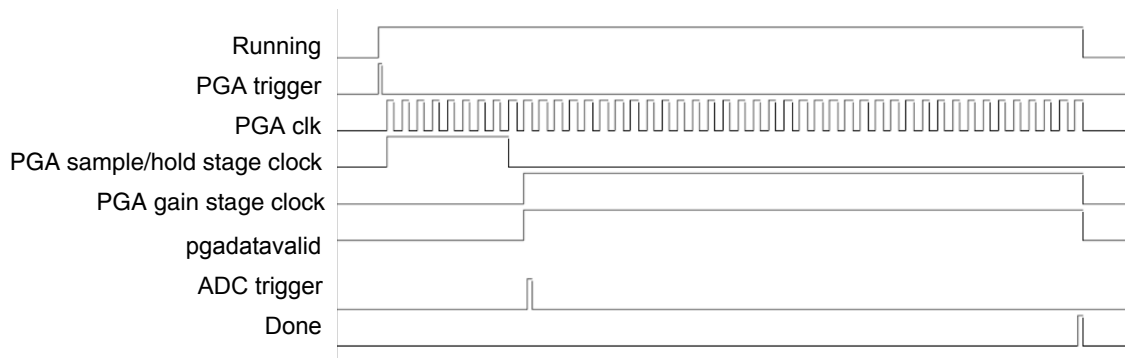 Running
PGA trigger
PGA clk
PGA sample/hold stage clock
PGA gain stage clock
pgadatavalid
ADC trigger
Done